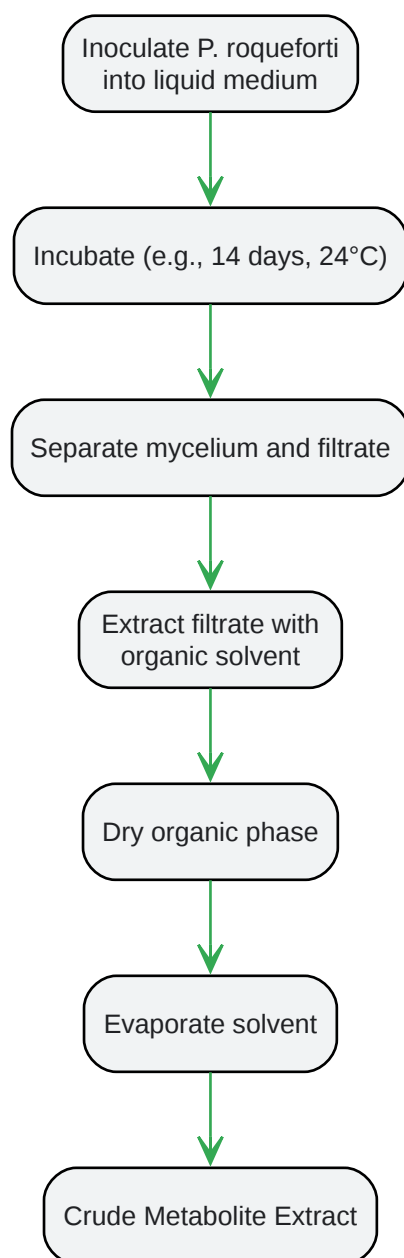 Inoculate P. roqueforti
into liquid medium
Incubate (e.g., 14 days, 24°C)
Separate mycelium and filtrate
Extract filtrate with
organic solvent
Dry organic phase
Evaporate solvent
Crude Metabolite Extract